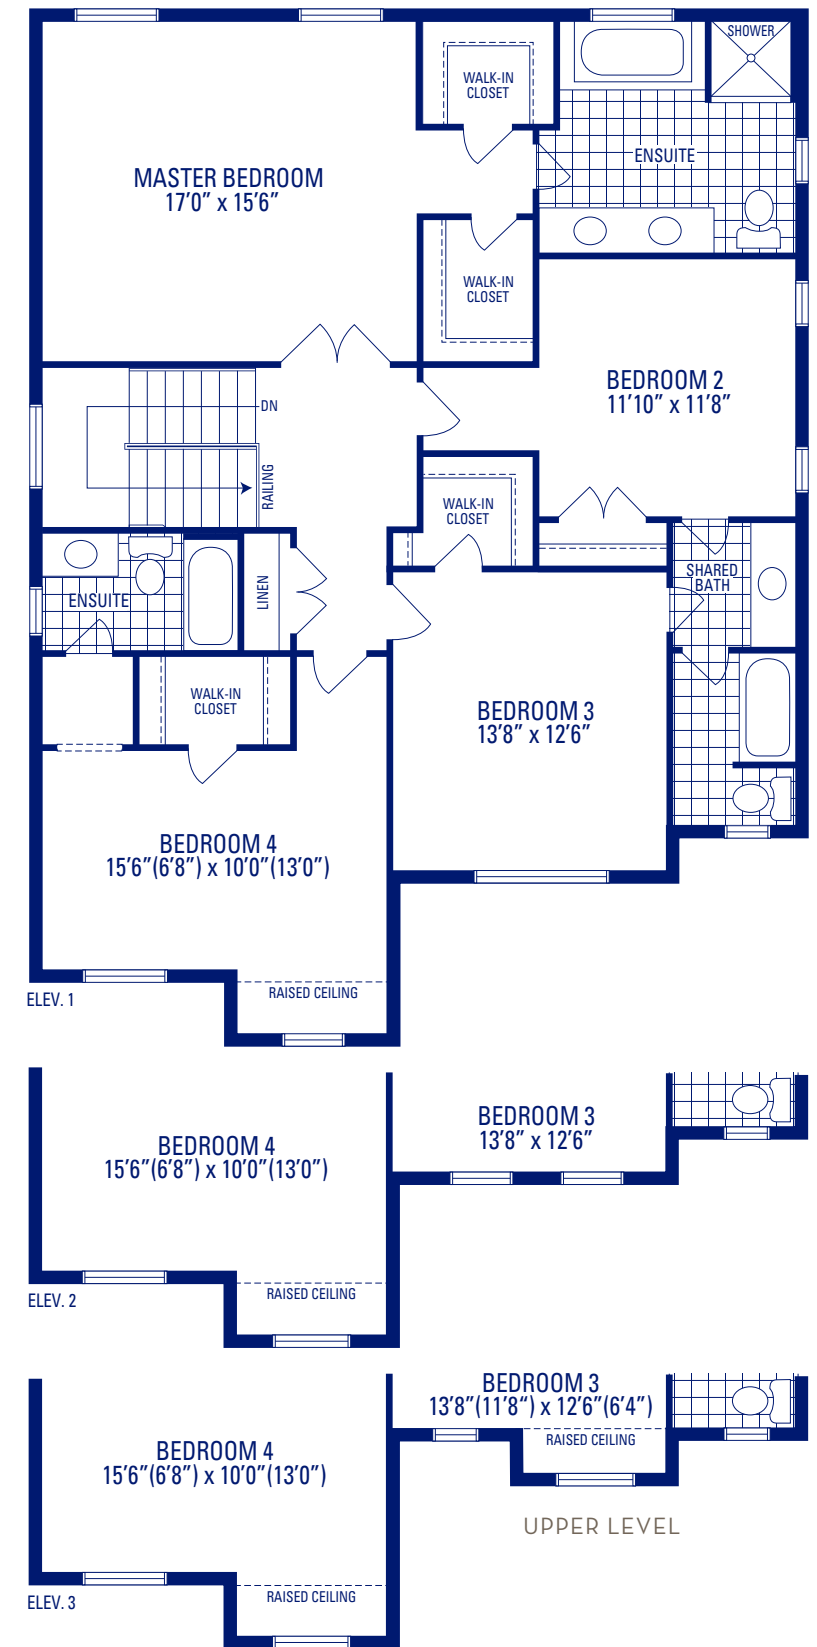 SHOWER
WALK-IN
CLOSET
ENSUITE
MASTER BEDROOM
17’0” x 15’6”
WALK-IN
CLOSET
BEDROOM 2
11’10” x 11’8”
DN
RAILING
WALK-IN
CLOSET
SHARED
BATH
LINEN
ENSUITE
WALK-IN
CLOSET
BEDROOM 3
13’8” x 12’6”
BEDROOM 4
15’6”(6’8”) x 10’0”(13’0”)
RAISED CEILING
ELEV. 1
BEDROOM 3
13’8” x 12’6”
BEDROOM 4
15’6”(6’8”) x 10’0”(13’0”)
RAISED CEILING
ELEV. 2
BEDROOM 3
13’8”(11’8“) x 12’6”(6’4”)
RAISED CEILING
BEDROOM 4
15’6”(6’8”) x 10’0”(13’0”)
UPPER LEVEL
RAISED CEILING
ELEV. 3